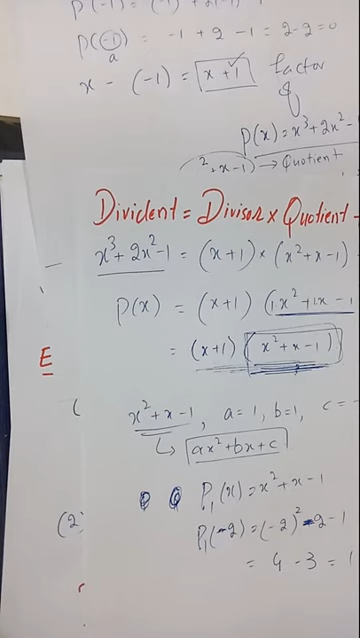 P(-1) = (-1) + 2(-1)
P(-1) = -1 + 2 - 1 = 2-2=0
a
x - (-1) = x + 1 factor
of
P(x) = x³ + 2x² -
² + x - 1) → Quotient
Divident = Divisor × Quotient
x³ + 2x² - 1 = (x+1) × (x² + x - 1)
P(x) = (x+1) (1x² + 1x - 1
= (x+1) (x² + x - 1)
E
x² + x - 1, a = 1, b = 1, c = -
↳ ax² + bx + c
P₁(x) = x² + x - 1
(2)
P₁(-2) = (-2)² - 2 - 1
= 4 - 3 = 1